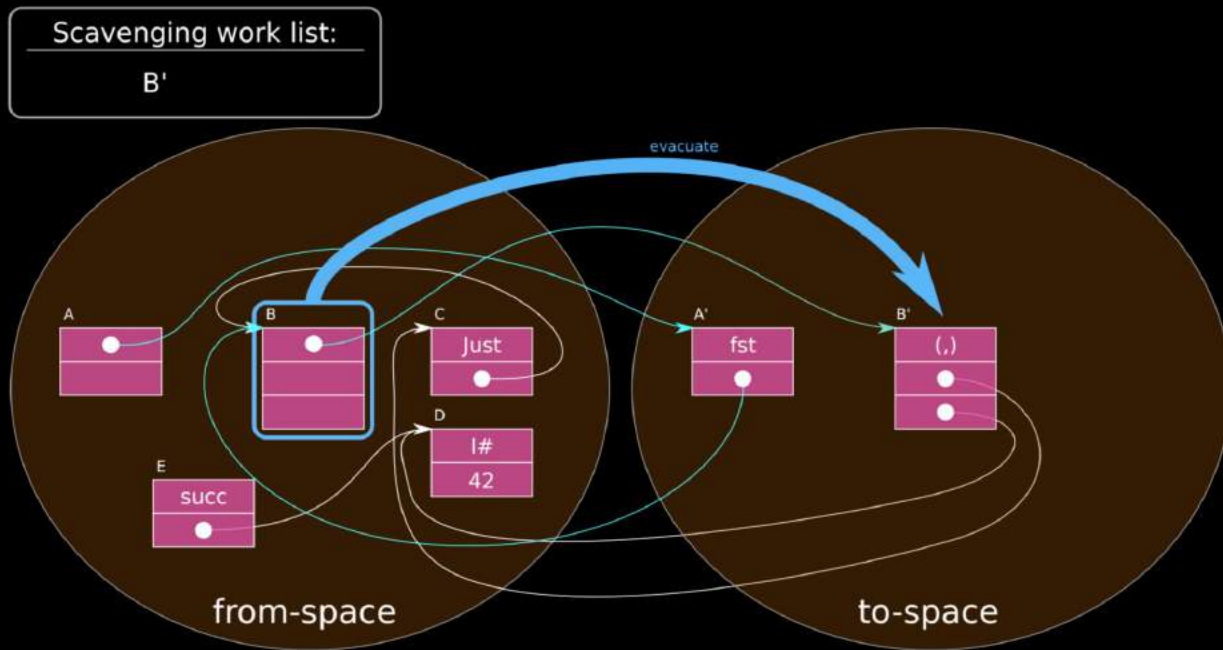 Scavenging work list:
B'
evacuate
A
B
C
A'
B'
Just
fst
(,)
D
I#
42
E
succ
from-space
to-space